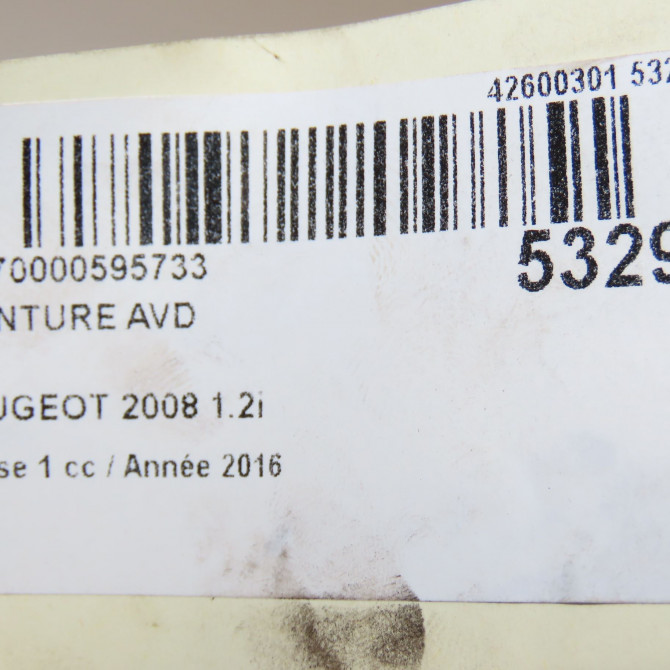 42600301 532
70000595733
5329
NTURE AVD
UGEOT 2008 1.2i
se 1 cc / Année 2016